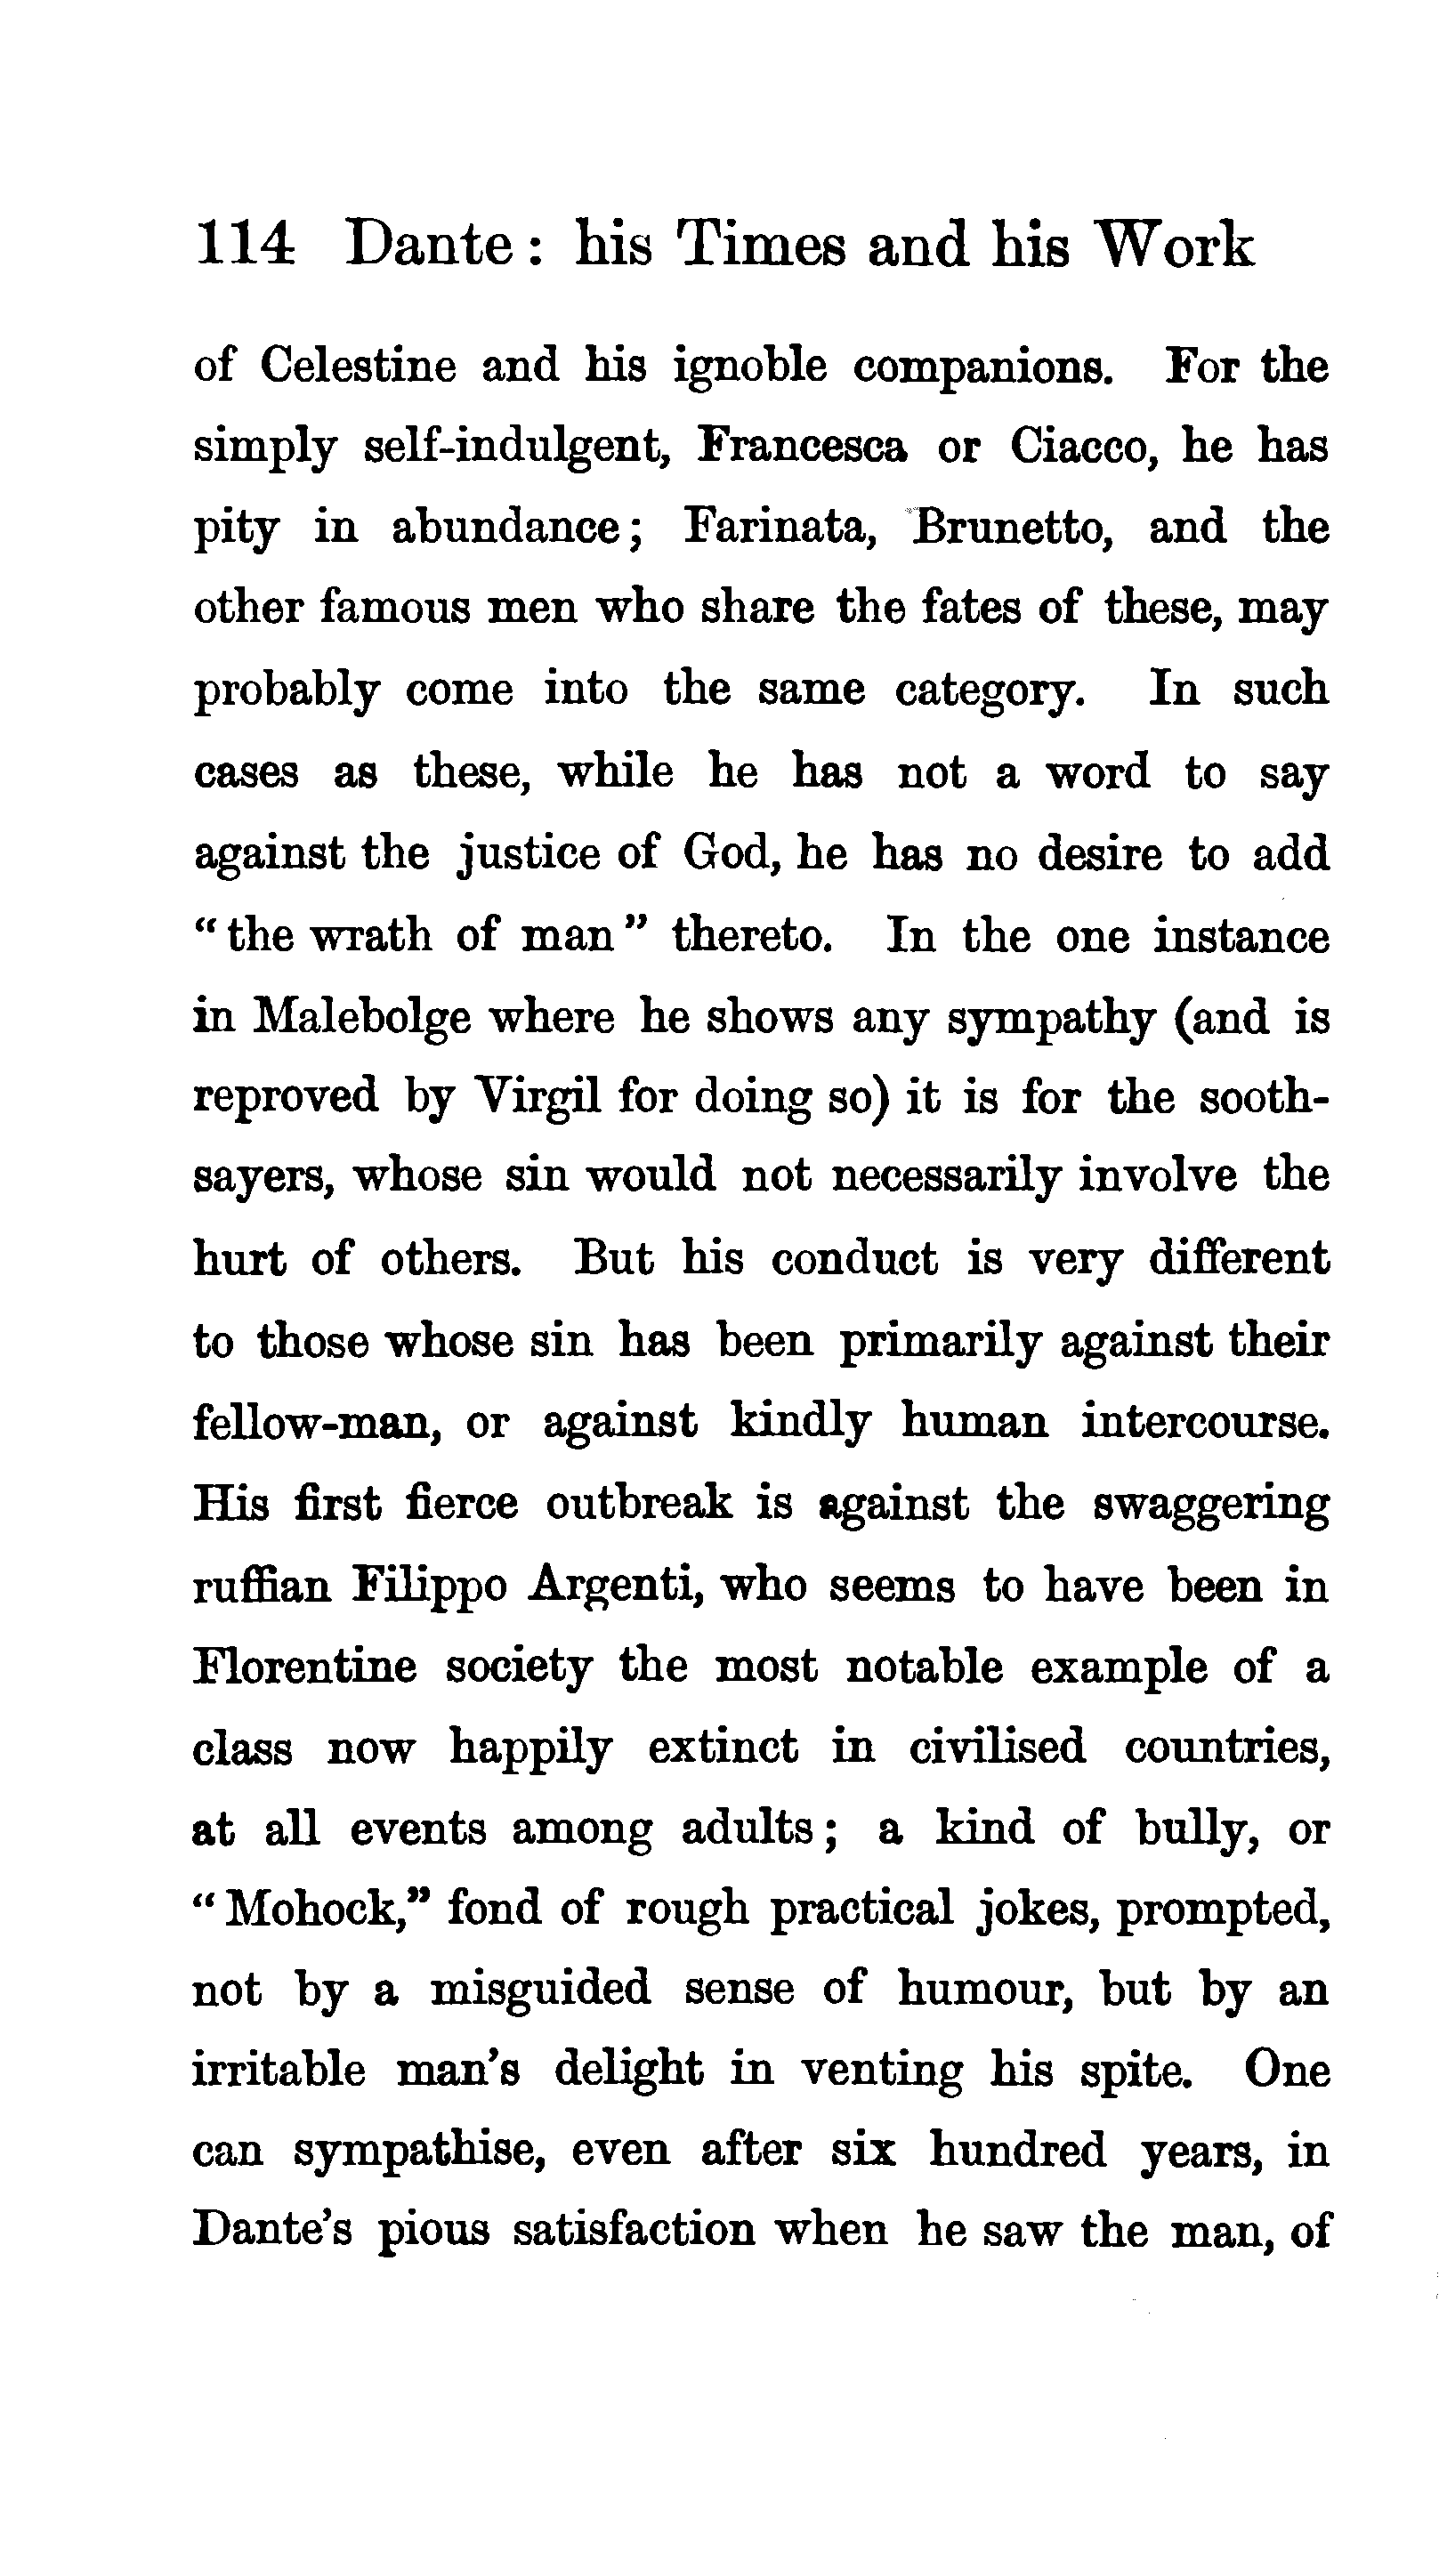 114 Dante : his Times and his Work
of Celestine and his ignoble companions. For the
simply self-indulgent, Francesca or Ciacco, he has
pity in abundance ; Farinata, Brunetto, and the
other famous men who share the fates of these, may
probably come into the same category. In such
cases as these, while he has not a word to say
against the justice of God, he has no desire to add
“ the wrath of man ” thereto. In the one instance
in Malebolge where he shows any sympathy (and is
reproved by Virgil for doing so) it is for the sooth-
sayers, whose sin would not necessarily involve the
hurt of others. But his conduct is very different
to those whose sin has been primarily against their
fellow-man, or against kindly human intercourse.
His first fierce outbreak is against the swaggering
ruffian Filippo Argenti, who seems to have been in
Florentine society the most notable example of a
class now happily extinct in civilised countries,
at all events among adults ; a kind of bully, or
“ Mohock,” fond of rough practical jokes, prompted,
not by a misguided sense of humour, but by an
irritable man’s delight in venting his spite. One
can sympathise, even after six hundred years, in
Dante’s pious satisfaction when he saw the man, of